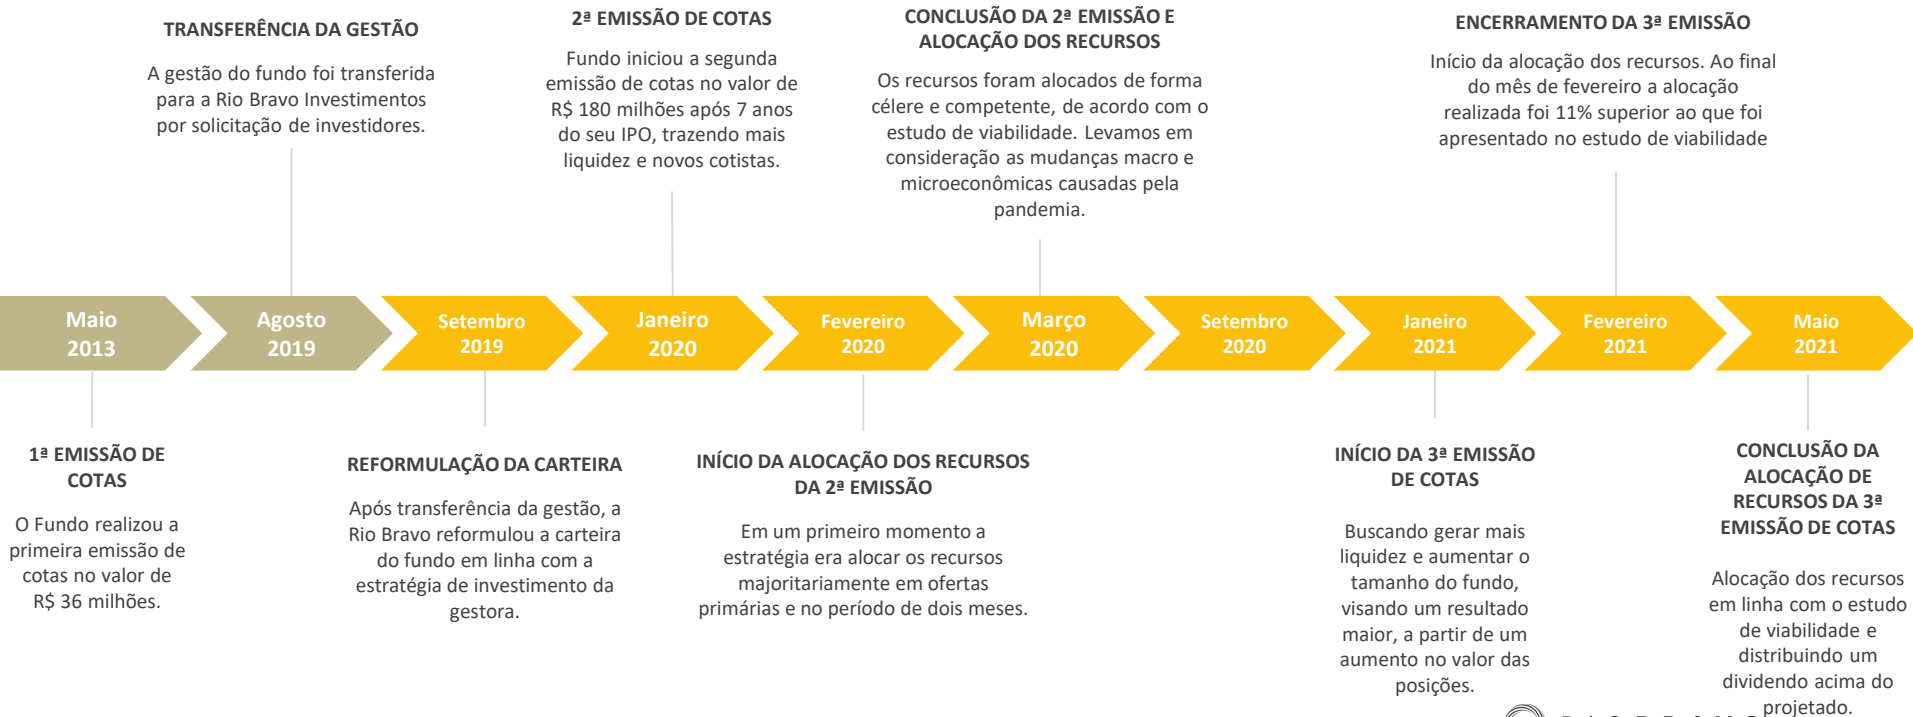 TRANSFERÊNCIA DA GESTÃO
A gestão do fundo foi transferida
para a Rio Bravo Investimentos
por solicitação de investidores.
2ª EMISSÃO DE COTAS
Fundo iniciou a segunda
emissão de cotas no valor de
R$ 180 milhões após 7 anos
do seu IPO, trazendo mais
liquidez e novos cotistas.
CONCLUSÃO DA 2ª EMISSÃO E
ALOCAÇÃO DOS RECURSOS
Os recursos foram alocados de forma
célere e competente, de acordo com o
estudo de viabilidade. Levamos em
consideração as mudanças macro e
microeconômicas causadas pela
pandemia.
ENCERRAMENTO DA 3ª EMISSÃO
Início da alocação dos recursos. Ao final
do mês de fevereiro a alocação
realizada foi 11% superior ao que foi
apresentado no estudo de viabilidade
Maio
2013
Agosto
2019
Setembro
2019
Janeiro
2020
Fevereiro
2020
Março
2020
Setembro
2020
Janeiro
2021
Fevereiro
2021
Maio
2021
1ª EMISSÃO DE
COTAS
O Fundo realizou a
primeira emissão de
cotas no valor de
R$ 36 milhões.
REFORMULAÇÃO DA CARTEIRA
Após transferência da gestão, a
Rio Bravo reformulou a carteira
do fundo em linha com a
estratégia de investimento da
gestora.
INÍCIO DA ALOCAÇÃO DOS RECURSOS
DA 2ª EMISSÃO
Em um primeiro momento a
estratégia era alocar os recursos
majoritariamente em ofertas
primárias e no período de dois meses.
INÍCIO DA 3ª EMISSÃO
DE COTAS
Buscando gerar mais
liquidez e aumentar o
tamanho do fundo,
visando um resultado
maior, a partir de um
aumento no valor das
posições.
CONCLUSÃO DA
ALOCAÇÃO DE
RECURSOS DA 3ª
EMISSÃO DE COTAS
Alocação dos recursos
em linha com o estudo
de viabilidade e
distribuindo um
dividendo acima do
projetado.